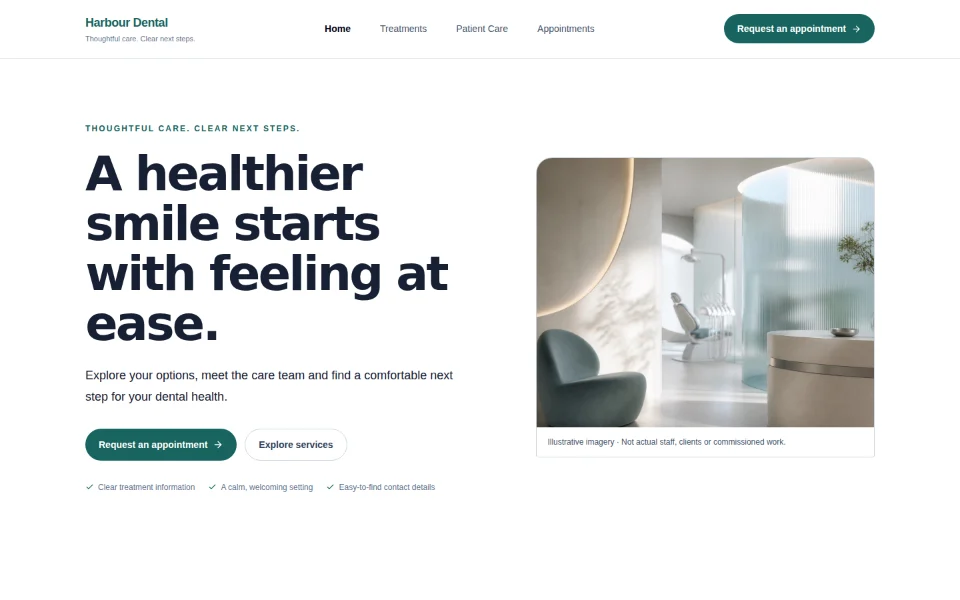 Harbour Dental
Thoughtful care. Clear next steps.
Home
Treatments
Patient Care
Appointments
Request an appointment
THOUGHTFUL CARE. CLEAR NEXT STEPS.
A healthier
smile starts
with feeling at
ease.
Explore your options, meet the care team and find a comfortable next
step for your dental health.
Request an appointment
Explore services
Clear treatment information
A calm, welcoming setting
Easy-to-find contact details
Illustrative imagery · Not actual staff, clients or commissioned work.